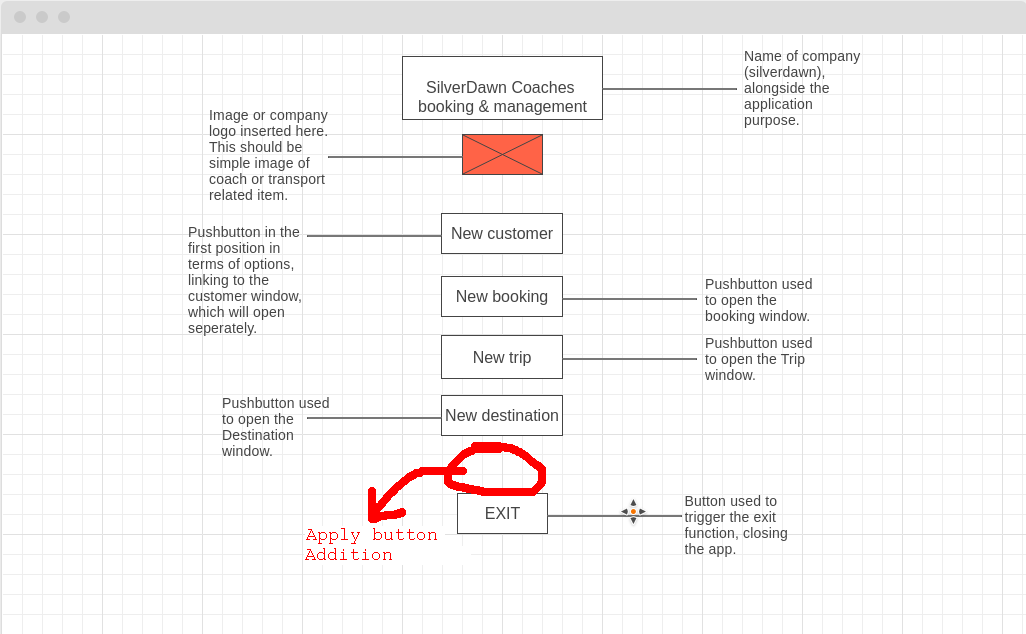 SilverDawn Coaches
booking & management
Name of company
(silverdawn),
alongside the
application
purpose.
Image or company
logo inserted here.
This should be
simple image of
coach or transport
related item.
Pushbutton in the
first position in
terms of options,
linking to the
customer window,
which will open
seperately.
New customer
New booking
Pushbutton used
to open the
booking window.
New trip
Pushbutton used
to open the Trip
window.
Pushbutton used
to open the
Destination
window.
New destination
EXIT
Button used to
trigger the exit
function, closing
the app.
Apply button
Addition